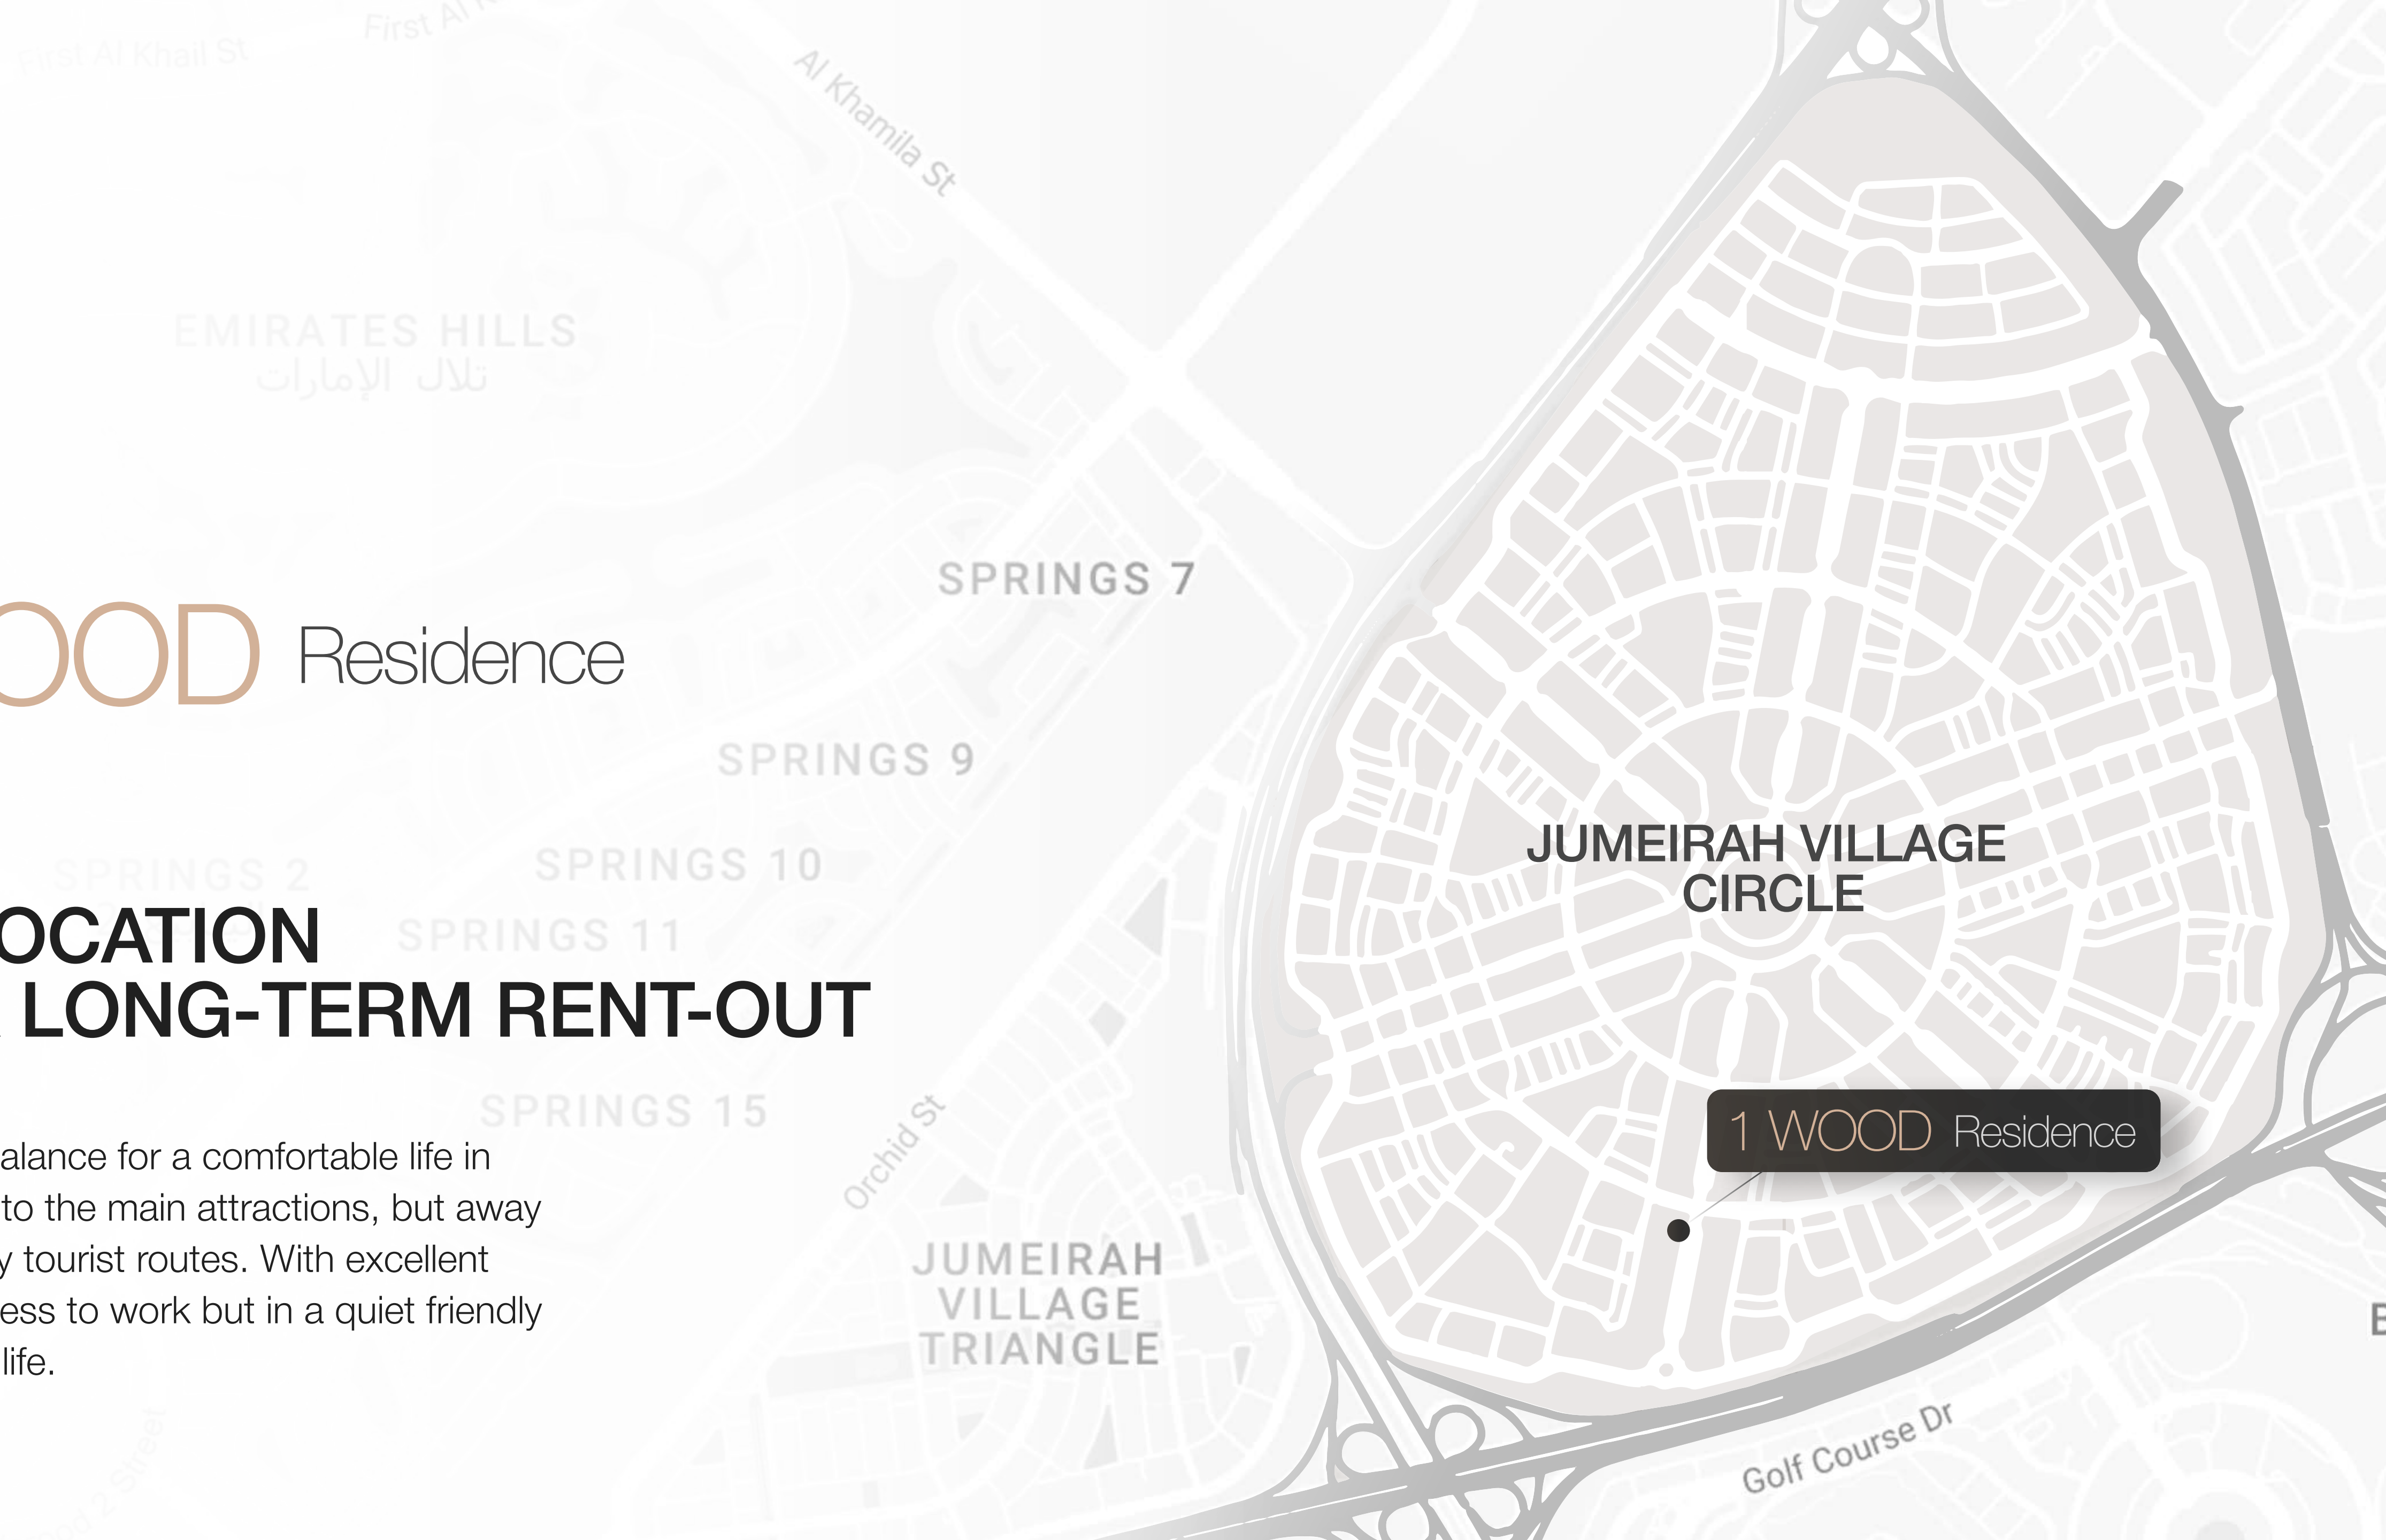 First Al Khail St
First Al
Al Khamila St
EMIRATES HILLS
تلال الإمارات
SPRINGS 7
OOD Residence
SPRINGS 9
SPRINGS 10
SPRINGS 2
SPRINGS 11
OCATION
LONG-TERM RENT-OUT
SPRINGS 15
alance for a comfortable life in
to the main attractions, but away
y tourist routes. With excellent
ess to work but in a quiet friendly
life.
Orchid St
JUMEIRAH
VILLAGE
TRIANGLE
JUMEIRAH VILLAGE
CIRCLE
1 WOOD Residence
Golf Course Dr
ood 2 Street